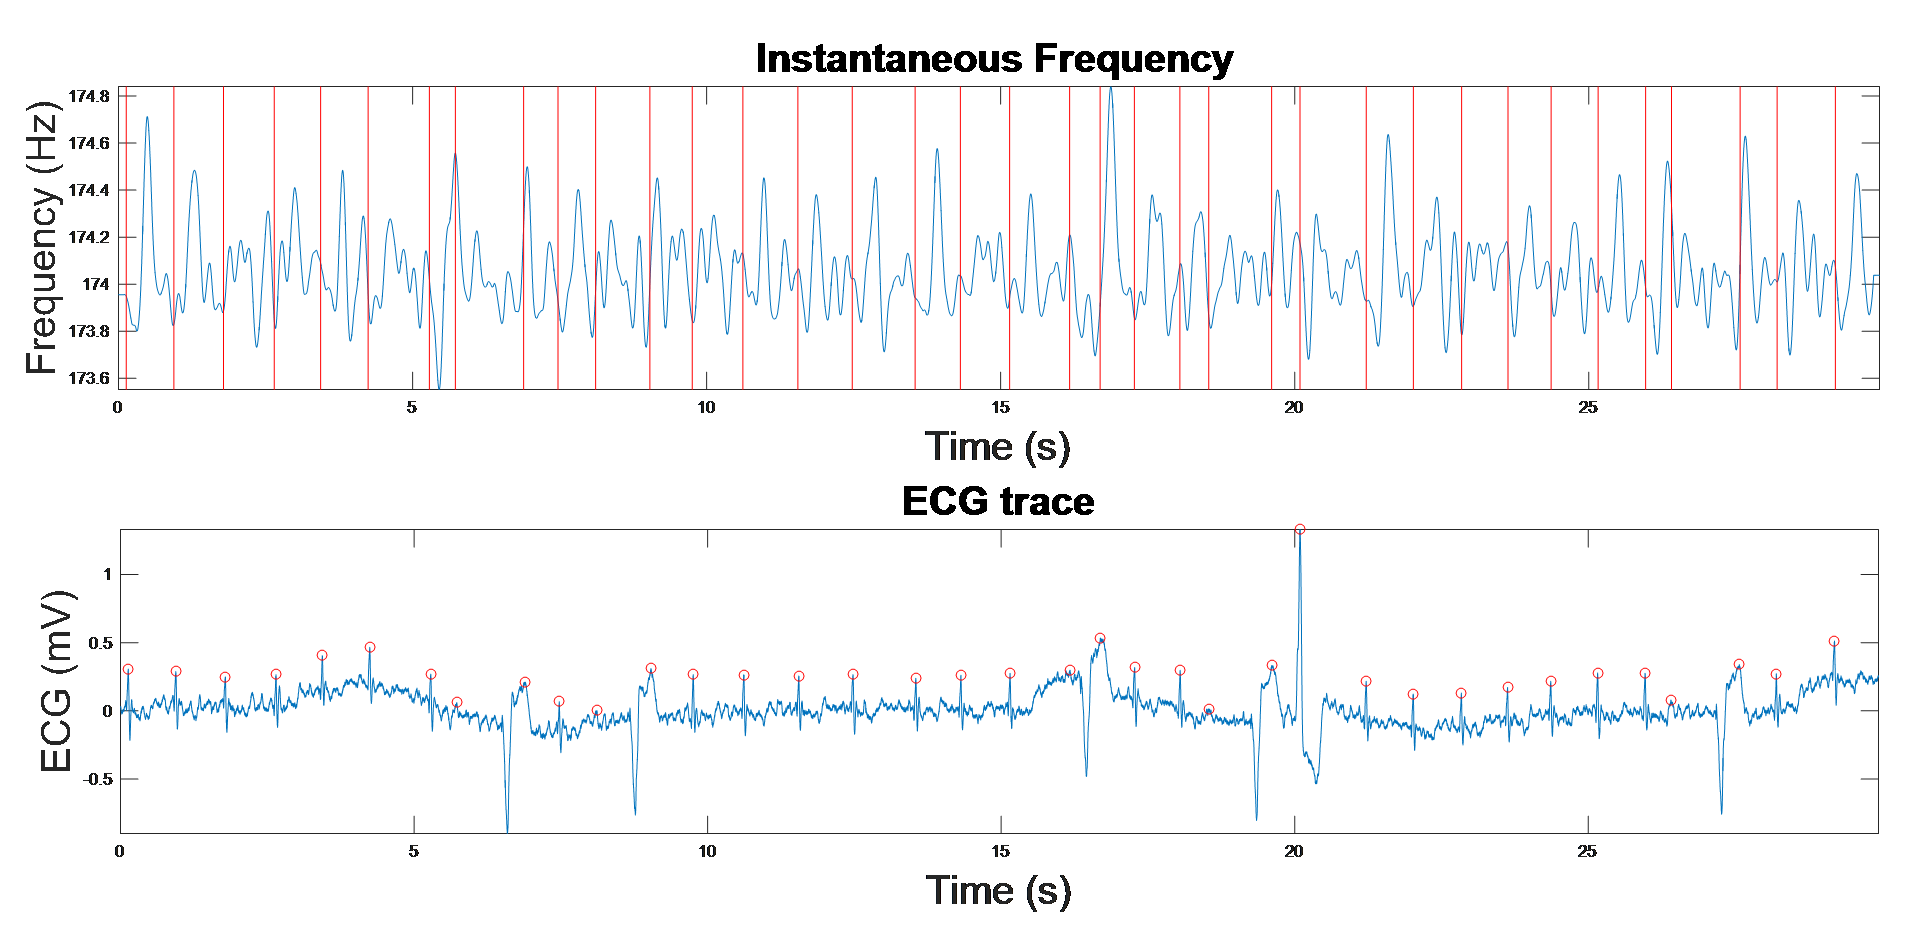 Instantaneous Frequency
Frequency (Hz)
174.8
174.6
174.4
174.2
174
173.8
173.6
0 5 10 15 20 25
Time (s)
ECG trace
ECG (mV)
1
0.5
0
-0.5
0 5 10 15 20 25
Time (s)